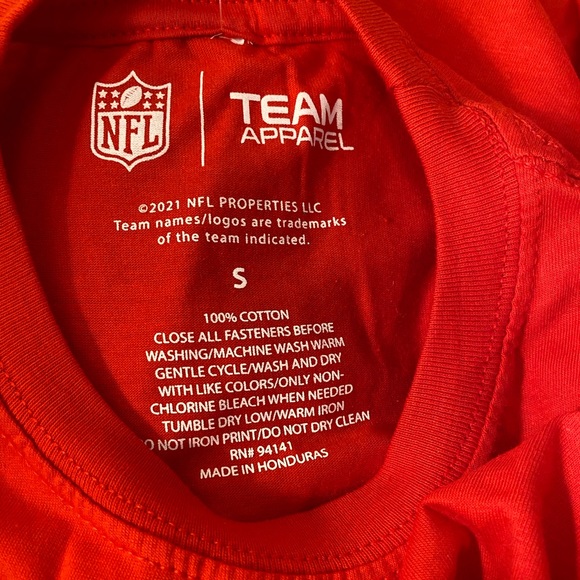 NFL
TEAM
APPAREL
©2021 NFL PROPERTIES LLC
Team names/logos are trademarks
of the team indicated.
S
100% COTTON
CLOSE ALL FASTENERS BEFORE
WASHING/MACHINE WASH WARM
GENTLE CYCLE/WASH AND DRY
WITH LIKE COLORS/ONLY NON-
CHLORINE BLEACH WHEN NEEDED
TUMBLE DRY LOW/WARM IRON
DO NOT IRON PRINT/DO NOT DRY CLEAN
RN# 94141
MADE IN HONDURAS